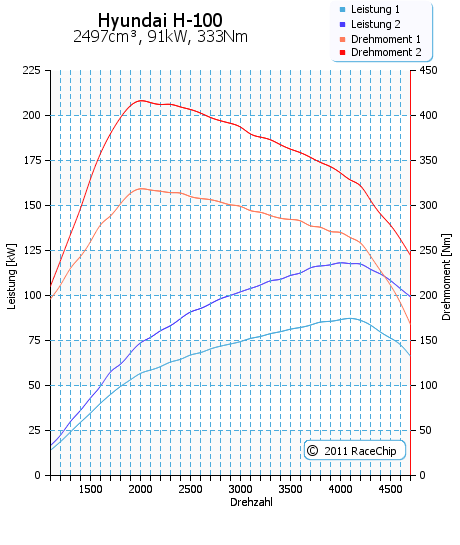 Hyundai H-100
2497cm³, 91kW, 333Nm
Leistung 1
Leistung 2
Drehmoment 1
Drehmoment 2
225
200
175
150
125
100
75
50
25
0
Leistung [kW]
450
400
350
300
250
200
150
100
50
0
Drehmoment [Nm]
1500 2000 2500 3000 3500 4000 4500
Drehzahl
© 2011 RaceChip